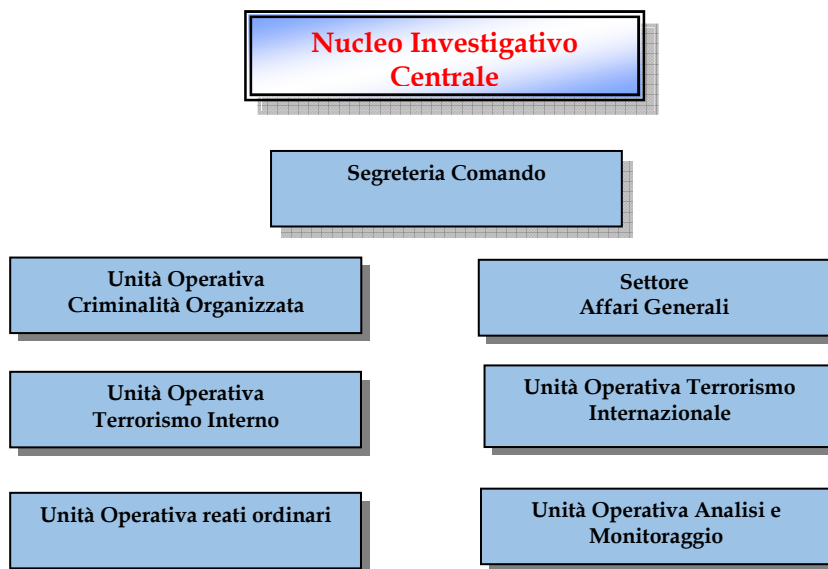 Nucleo Investigativo
Centrale
Segreteria Comando
Unità Operativa
Criminalità Organizzata
Settore
Affari Generali
Unità Operativa
Terrorismo Interno
Unità Operativa Terrorismo
Internazionale
Unità Operativa reati ordinari
Unità Operativa Analisi e
Monitoraggio